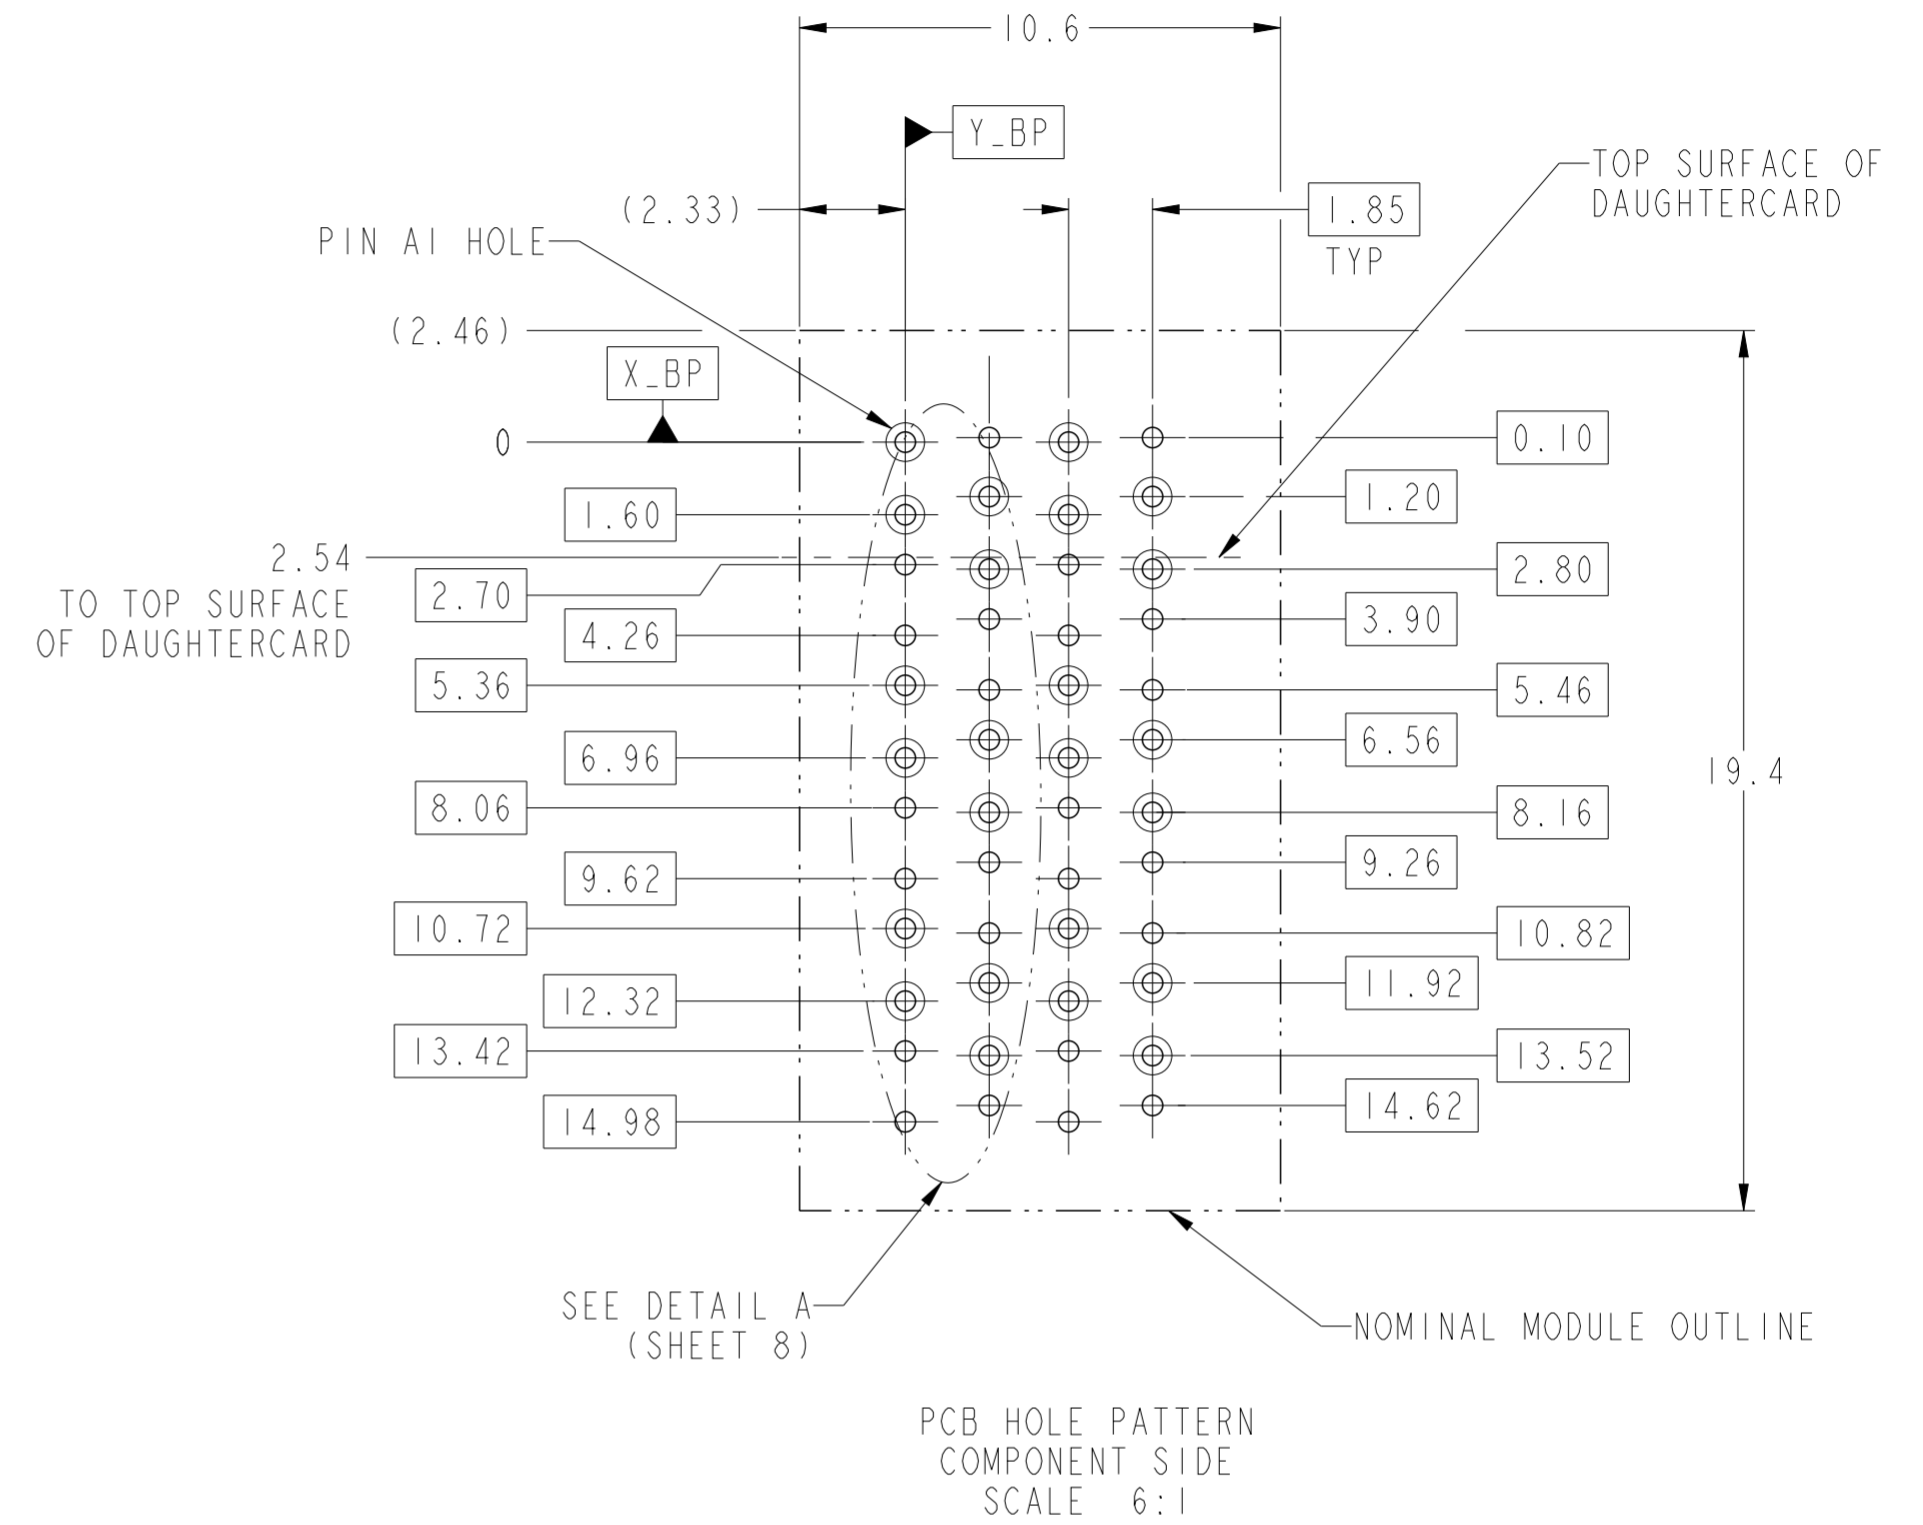 10.6
Y_BP
TOP SURFACE OF
DAUGHTERCARD
(2.33)
1.85
TYP
PIN A1 HOLE
(2.46)
X_BP
0
0.10
1.20
1.60
2.54
TO TOP SURFACE
OF DAUGHTERCARD
2.70
2.80
4.26
3.90
5.36
5.46
6.96
6.56
19.4
8.06
8.16
9.62
9.26
10.72
10.82
12.32
11.92
13.42
13.52
14.98
14.62
SEE DETAIL A
(SHEET 8)
NOMINAL MODULE OUTLINE
PCB HOLE PATTERN
COMPONENT SIDE
SCALE 6:1